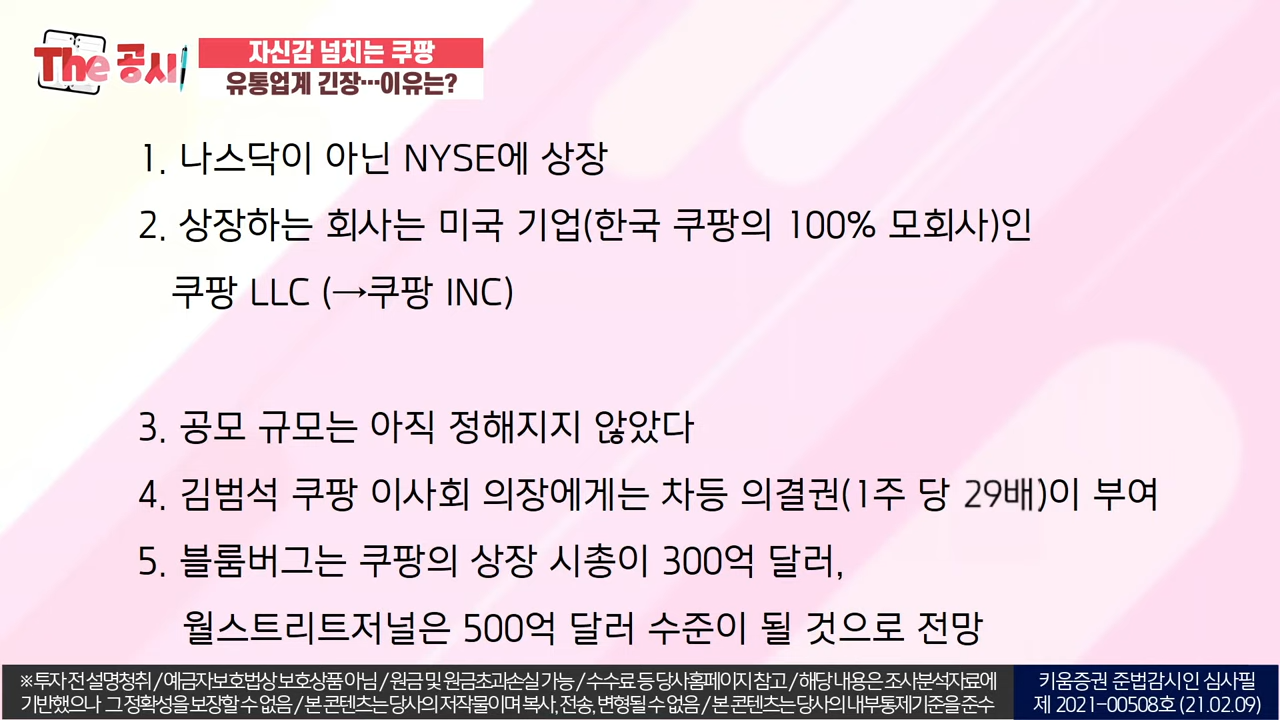 The 공시
자신감 넘치는 쿠팡
유통업계 긴장…이유는?
1. 나스닥이 아닌 NYSE에 상장
2. 상장하는 회사는 미국 기업(한국 쿠팡의 100% 모회사)인
쿠팡 LLC (→쿠팡 INC)
3. 공모 규모는 아직 정해지지 않았다
4. 김범석 쿠팡 이사회 의장에게는 차등 의결권(1주 당 29배)이 부여
5. 블룸버그는 쿠팡의 상장 시총이 300억 달러,
월스트리트저널은 500억 달러 수준이 될 것으로 전망
※투자 전 설명청취 / 예금자보호법상 보호상품 아님 / 원금 및 원금초과손실 가능 / 수수료 등 당사홈페이지 참고 / 해당 내용은 조사분석자료에
기반했으나 그 정확성을 보장할 수 없음 / 본 콘텐츠는 당사의 저작물이며 복사, 전송, 변형될 수 없음 / 본 콘텐츠는 당사의 내부통제기준을 준수
키움증권 준법감시인 심사필
제 2021-00508호 (21.02.09)